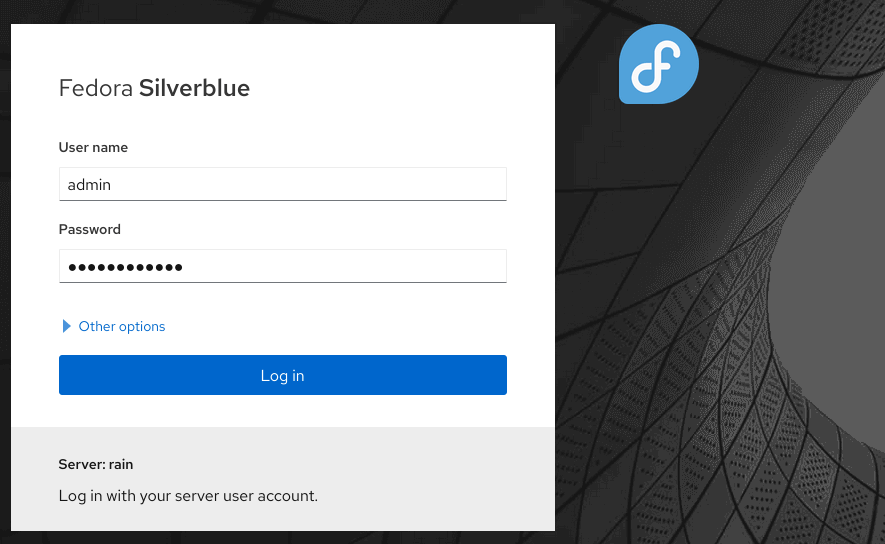 Fedora Silverblue
User name
admin
Password
●●●●●●●●●●●●
Other options
Log in
Server: rain
Log in with your server user account.